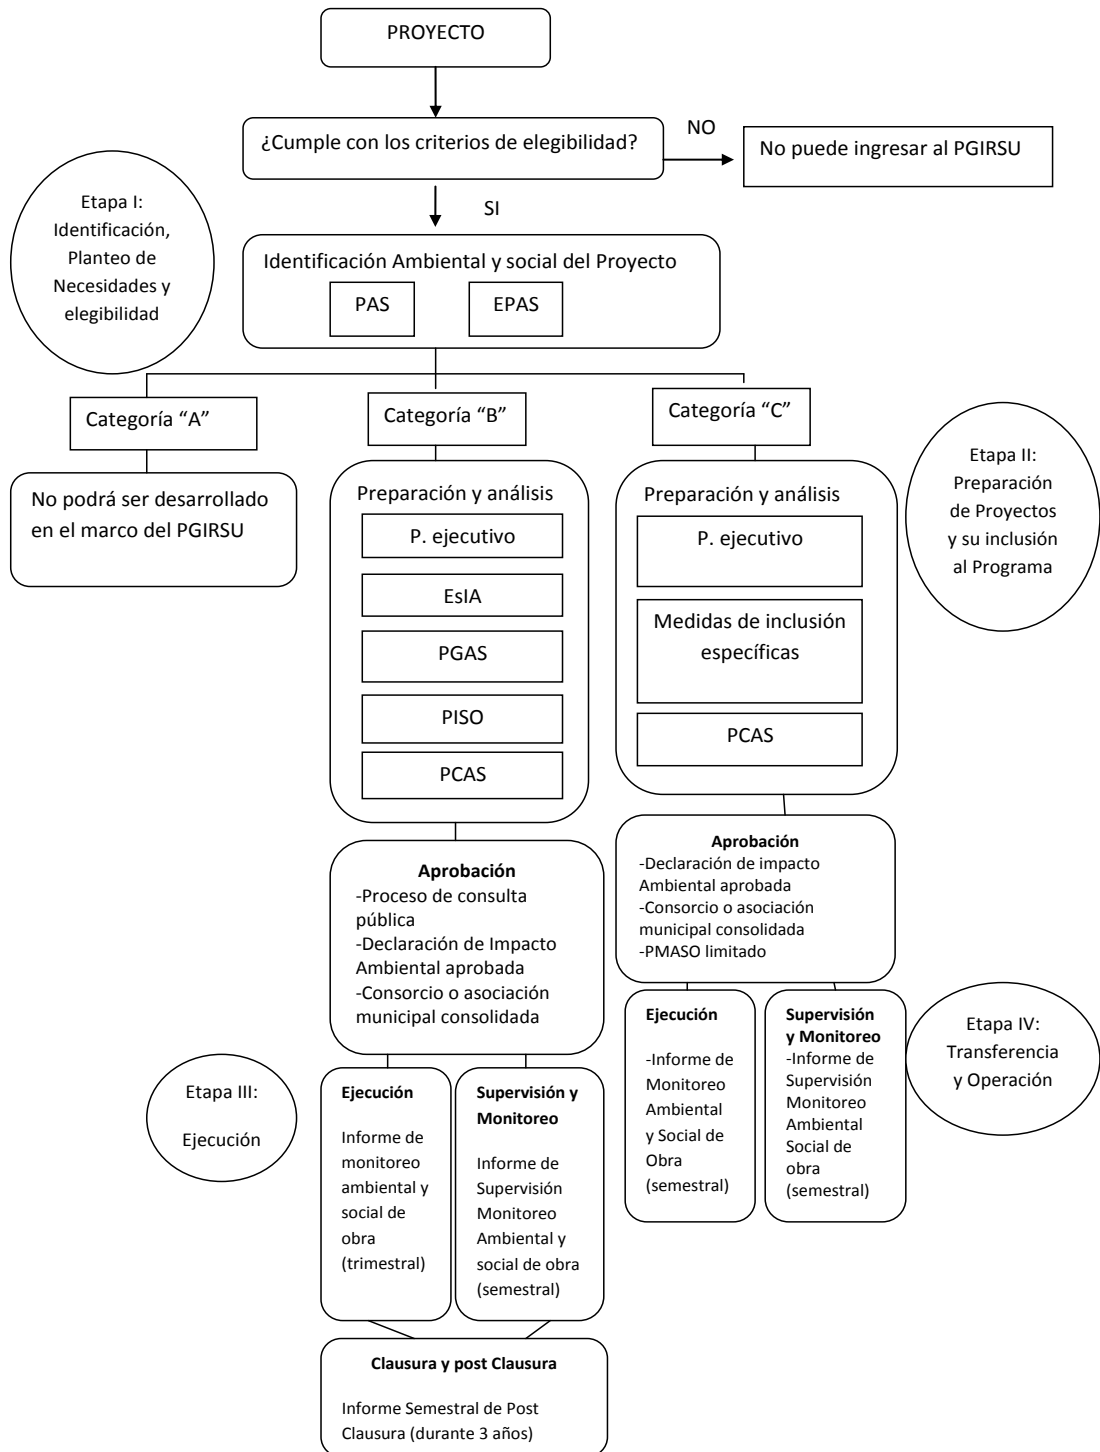 PROYECTO
¿Cumple con los criterios de elegibilidad?
NO
No puede ingresar al PGIRSU
SI
Etapa I:
Identificación,
Planteo de
Necesidades y
elegibilidad
Identificación Ambiental y social del Proyecto
PAS
EPAS
Categoría “A”
Categoría “B”
Categoría “C”
No podrá ser desarrollado
en el marco del PGIRSU
Preparación y análisis
P. ejecutivo
EsIA
PGAS
PISO
PCAS
Preparación y análisis
P. ejecutivo
Medidas de inclusión
específicas
PCAS
Etapa II:
Preparación
de Proyectos
y su inclusión
al Programa
Aprobación
-Proceso de consulta
pública
-Declaración de Impacto
Ambiental aprobada
-Consorcio o asociación
municipal consolidada
Aprobación
-Declaración de impacto
Ambiental aprobada
-Consorcio o asociación
municipal consolidada
-PMASO limitado
Etapa III:
Ejecución
Ejecución
Informe de
monitoreo
ambiental y
social de
obra
(trimestral)
Supervisión y
Monitoreo
Informe de
Supervisión
Monitoreo
Ambiental y
social de obra
(semestral)
Ejecución
-Informe de
Monitoreo
Ambiental
y Social de
Obra
(semestral)
Supervisión
y Monitoreo
-Informe de
Supervisión
Monitoreo
Ambiental
Social de
obra
(semestral)
Etapa IV:
Transferencia
y Operación
Clausura y post Clausura
Informe Semestral de Post
Clausura (durante 3 años)